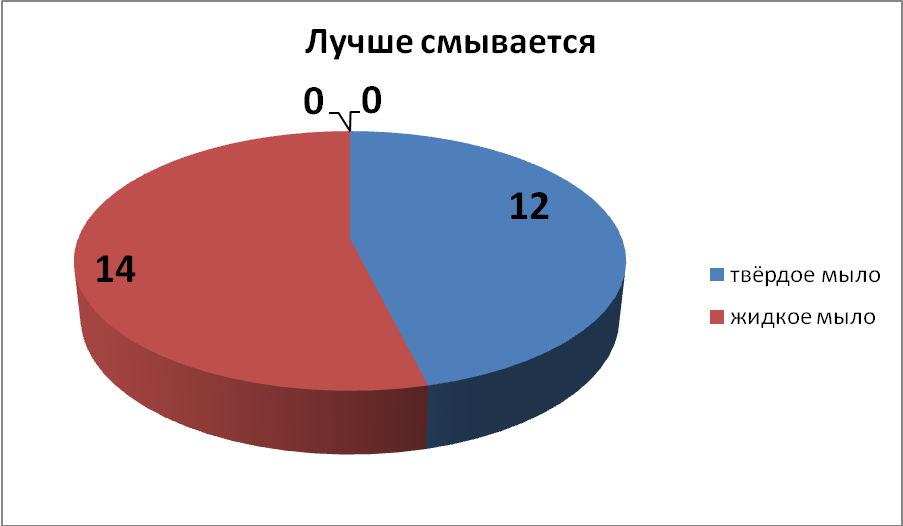 Лучше смывается
0 0
12
14
твёрдое мыло
жидкое мыло